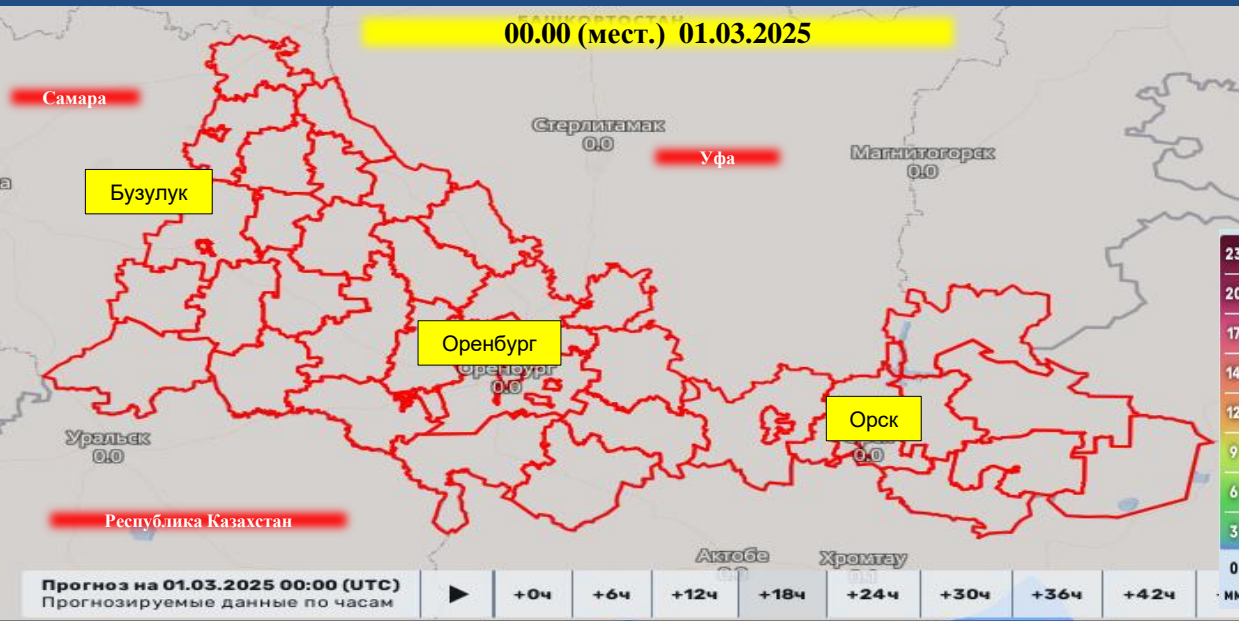 БАШКОРТОСТАН
00.00 (мест.) 01.03.2025
Самара
Стерлитамак
0.0
Уфа
Магнитогорск
0.0
Бузулук
Оренбург
Оренбург
0.0
Орск
0.0
Уральск
0.0
Республика Казахстан
Актобе
Хромтау
0.1
23
20
17
14
12
9
6
3
0
мм
Прогноз на 01.03.2025 00:00 (UTC)
Прогнозируемые данные по часам
+0ч +6ч +12ч +18ч +24ч +30ч +36ч +42ч